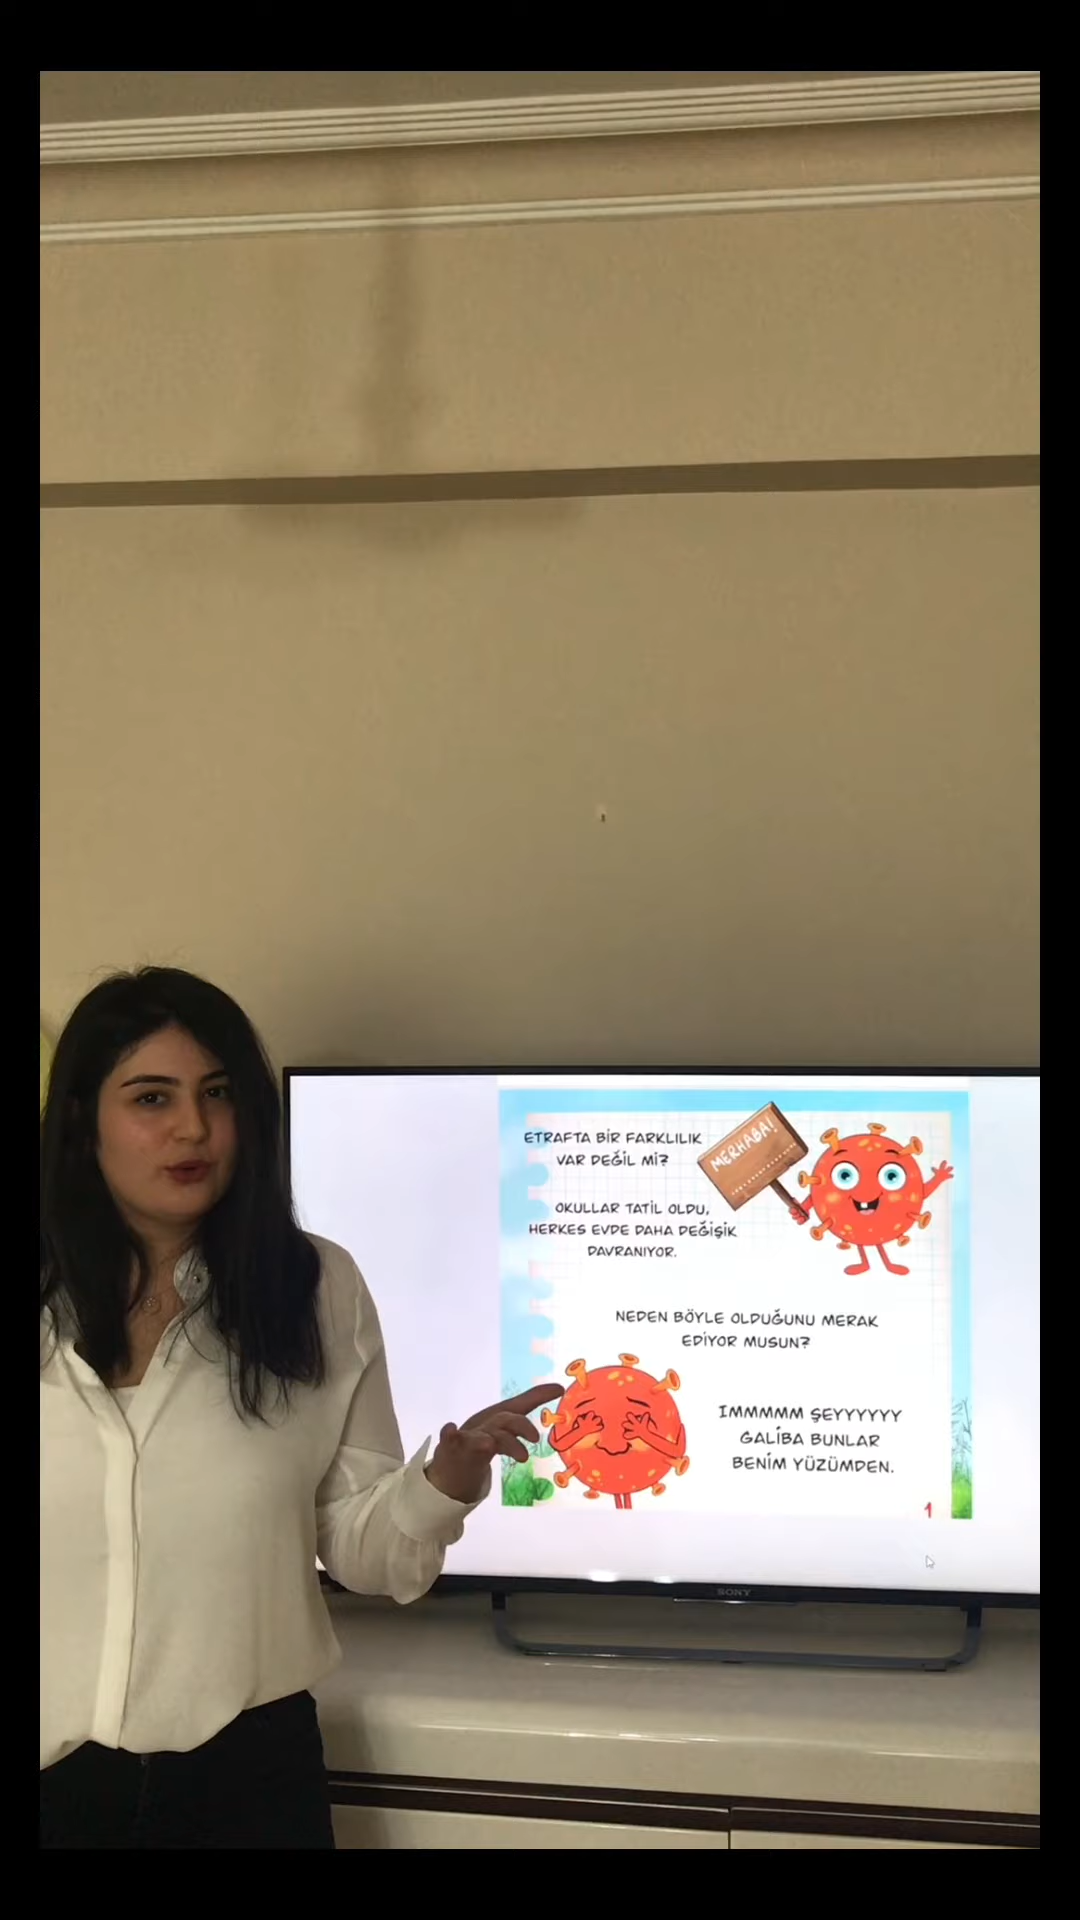 ETRAFTA BİR FARKLILIK
VAR DEĞİL Mİ?
MERHABA!
OKULLAR TATİL OLDU,
HERKES EVDE DAHA DEĞİŞİK
DAVRANIYOR.
NEDEN BÖYLE OLDUĞUNU MERAK
EDİYOR MUSUN?
IMMMMM ŞEYYYYYY
GALİBA BUNLAR
BENİM YÜZÜMDEN.
1
SONY